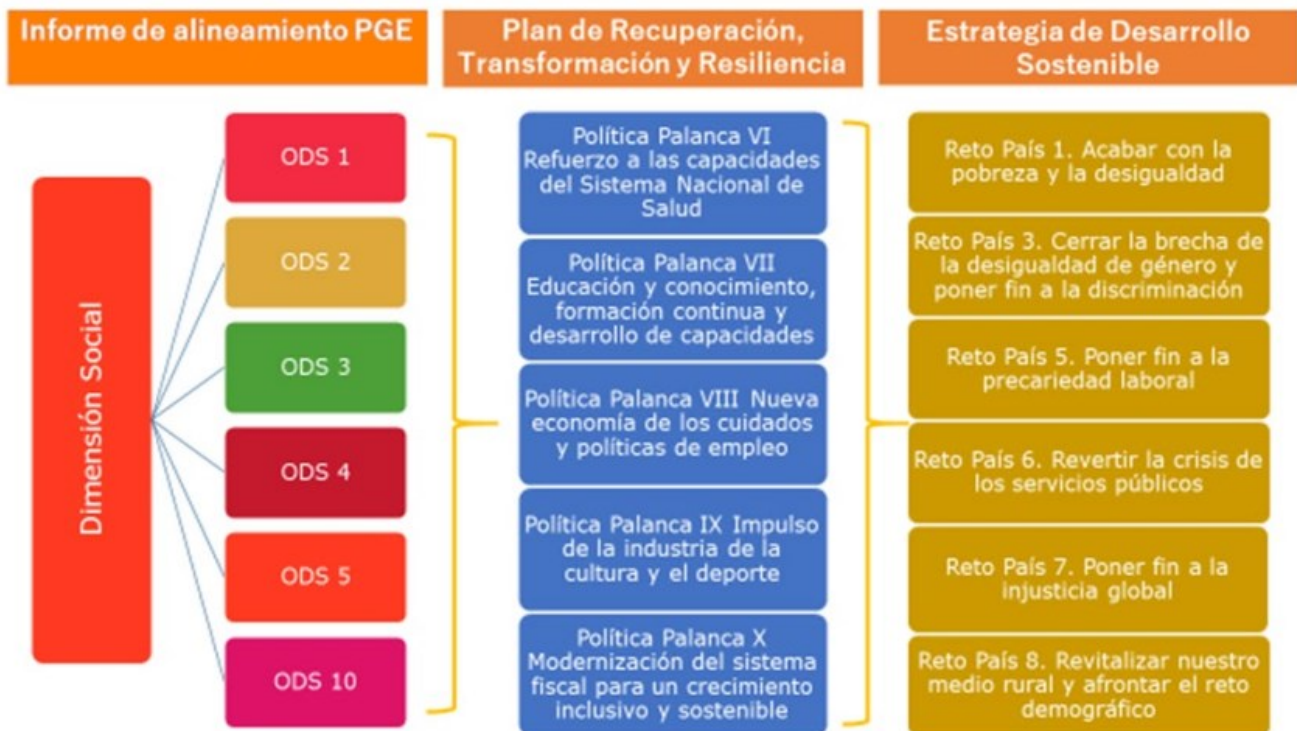 Informe de alineamiento PGE
Plan de Recuperación,
Transformación y Resiliencia
Estrategia de Desarrollo
Sostenible
Dimensión Social
ODS 1
ODS 2
ODS 3
ODS 4
ODS 5
ODS 10
Política Palanca VI
Refuerzo a las capacidades
del Sistema Nacional de
Salud
Política Palanca VII
Educación y conocimiento,
formación continua y
desarrollo de capacidades
Política Palanca VIII Nueva
economía de los cuidados
y políticas de empleo
Política Palanca IX Impulso
de la industria de la
cultura y el deporte
Política Palanca X
Modernización del sistema
fiscal para un crecimiento
inclusivo y sostenible
Reto País 1. Acabar con la
pobreza y la desigualdad
Reto País 3. Cerrar la brecha de
la desigualdad de género y
poner fin a la discriminación
Reto País 5. Poner fin a la
precariedad laboral
Reto País 6. Revertir la crisis de
los servicios públicos
Reto País 7. Poner fin a la
injusticia global
Reto País 8. Revitalizar nuestro
medio rural y afrontar el reto
demográfico